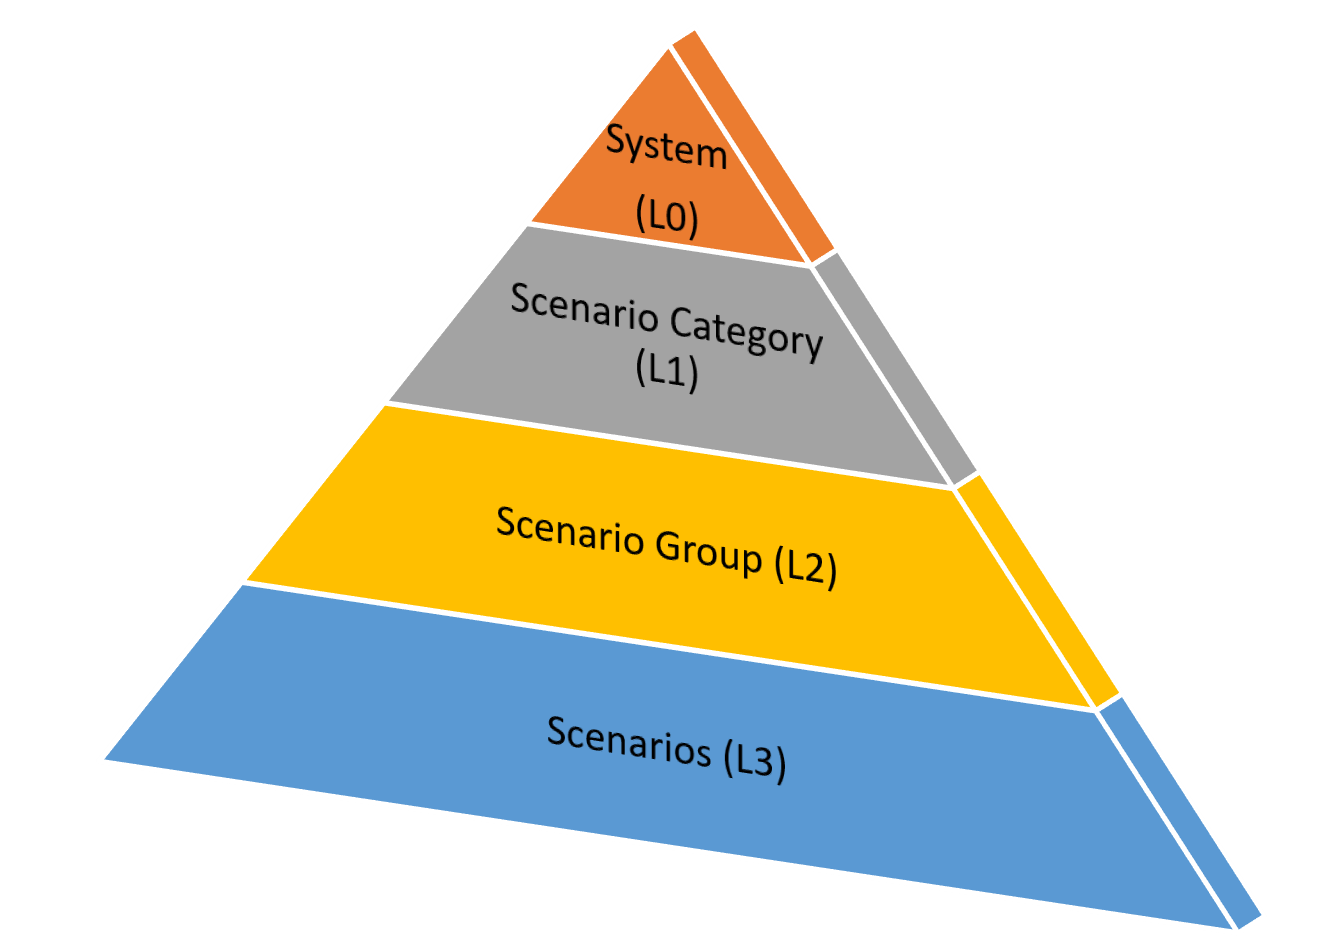 System
(L0)
Scenario Category
(L1)
Scenario Group (L2)
Scenarios (L3)